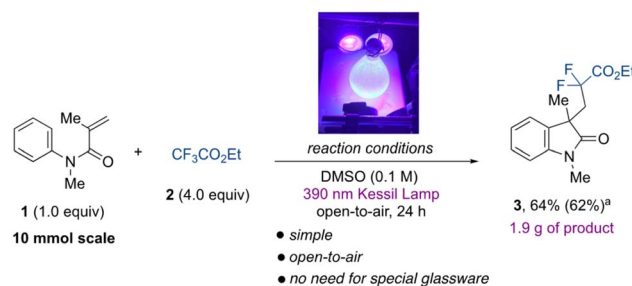 Me
N
Me
O
1 (1.0 equiv)
10 mmol scale
+
CF₃CO₂Et
2 (4.0 equiv)
reaction conditions
DMSO (0.1 M)
390 nm Kessil Lamp
open-to-air, 24 h
● simple
● open-to-air
● no need for special glassware
F
F
CO₂Et
Me
O
N
Me
3, 64% (62%)ᵃ
1.9 g of product